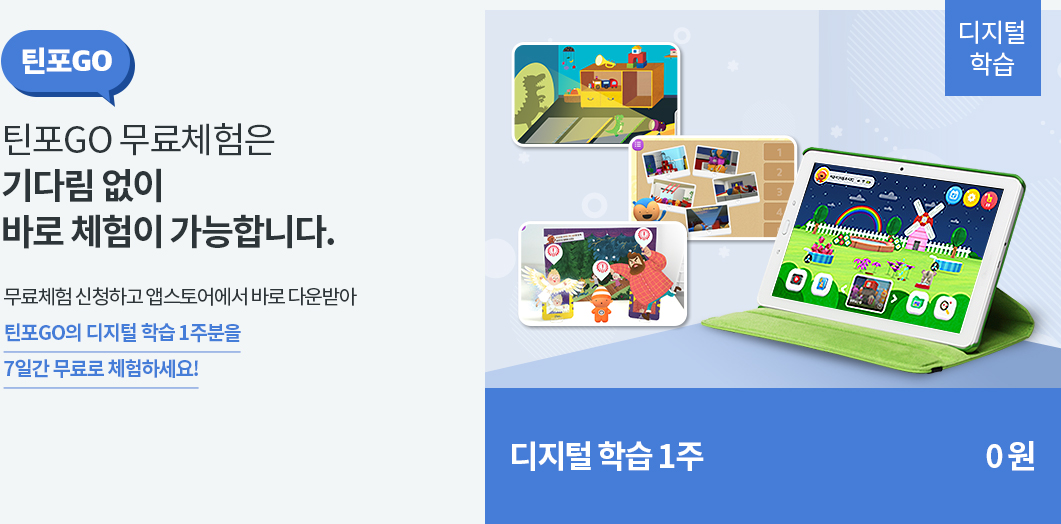 틴포GO
틴포GO 무료체험은
기다림 없이
바로 체험이 가능합니다.
무료체험 신청하고 앱스토어에서 바로 다운받아
틴포GO의 디지털 학습 1주분을
7일간 무료로 체험하세요!
디지털
학습
1
2
3
4
디지털 학습 1주
0 원